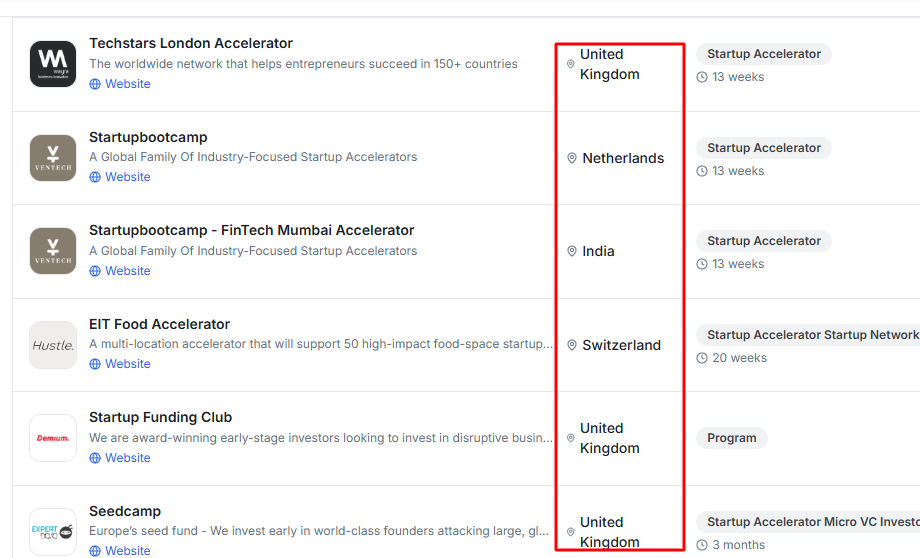 Techstars London Accelerator
The worldwide network that helps entrepreneurs succeed in 150+ countries
Website
United
Kingdom
Startup Accelerator
13 weeks
Startupbootcamp
A Global Family Of Industry-Focused Startup Accelerators
Website
VENTECH
Netherlands
Startup Accelerator
13 weeks
Startupbootcamp - FinTech Mumbai Accelerator
A Global Family Of Industry-Focused Startup Accelerators
Website
VENTECH
India
Startup Accelerator
13 weeks
EIT Food Accelerator
A multi-location accelerator that will support 50 high-impact food-space startup...
Website
Hustle.
Switzerland
Startup Accelerator Startup Network
20 weeks
Startup Funding Club
We are award-winning early-stage investors looking to invest in disruptive busin...
Website
Demium.
United
Kingdom
Program
Seedcamp
Europe's seed fund - We invest early in world-class founders attacking large, gl...
Website
EXPERT
DOJO
United
Kingdom
Startup Accelerator Micro VC Investo
3 months